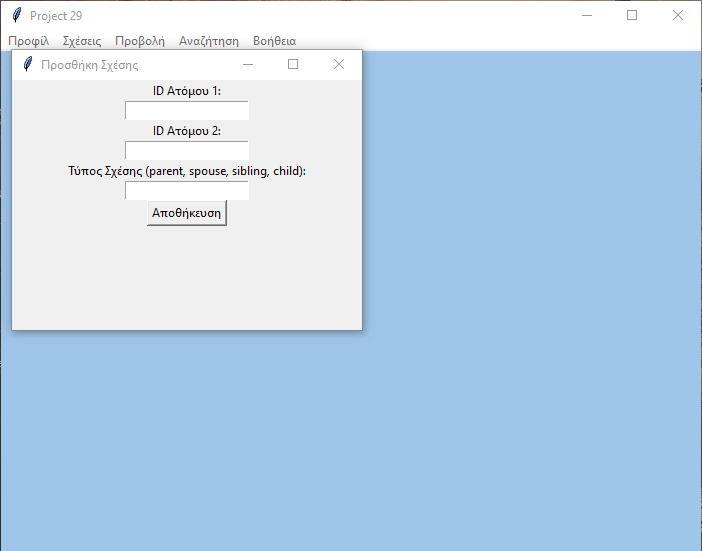 Project 29
Προφίλ Σχέσεις Προβολή Αναζήτηση Βοήθεια
Προσθήκη Σχέσης
ID Ατόμου 1:
ID Ατόμου 2:
Τύπος Σχέσης (parent, spouse, sibling, child):
Αποθήκευση